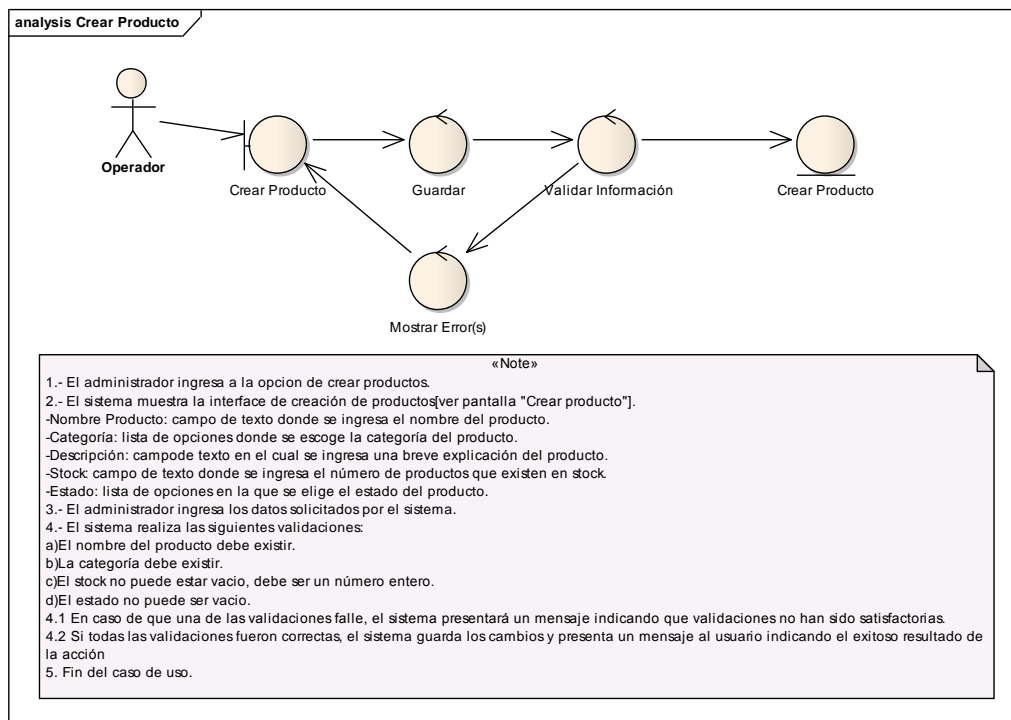 analysis Crear Producto
Operador
Crear Producto
Guardar
Validar Información
Crear Producto
Mostrar Error(s)
«Note»
1.- El administrador ingresa a la opcion de crear productos.
2.- El sistema muestra la interface de creación de productos[ver pantalla "Crear producto"].
-Nombre Producto: campo de texto donde se ingresa el nombre del producto.
-Categoría: lista de opciones donde se escoge la categoría del producto.
-Descripción: campode texto en el cual se ingresa una breve explicación del producto.
-Stock: campo de texto donde se ingresa el número de productos que existen en stock.
-Estado: lista de opciones en la que se elige el estado del producto.
3.- El administrador ingresa los datos solicitados por el sistema.
4.- El sistema realiza las siguientes validaciones:
a)El nombre del producto debe existir.
b)La categoría debe existir.
c)El stock no puede estar vacio, debe ser un número entero.
d)El estado no puede ser vacio.
4.1 En caso de que una de las validaciones falle, el sistema presentará un mensaje indicando que validaciones no han sido satisfactorias.
4.2 Si todas las validaciones fueron correctas, el sistema guarda los cambios y presenta un mensaje al usuario indicando el exitoso resultado de
la acción
5. Fin del caso de uso.